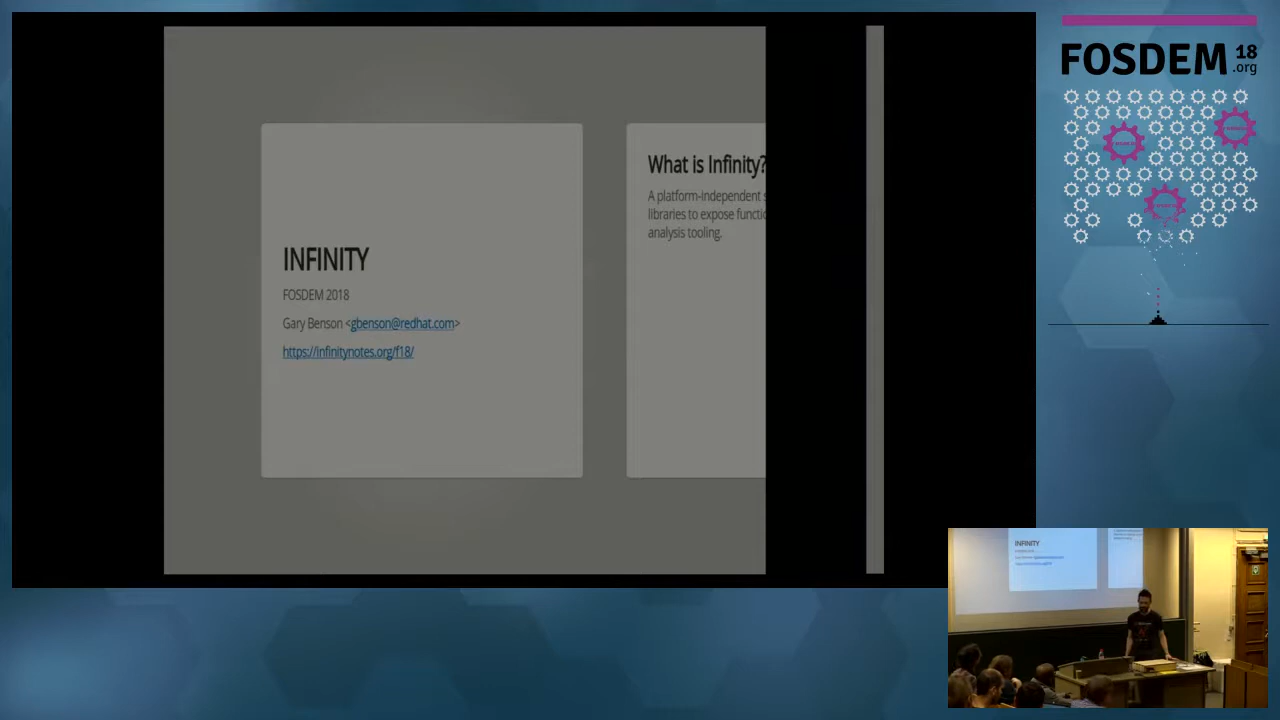 INFINITY
FOSDEM 2018
Gary Benson <gbenson@redhat.com>
https://infinitynotes.org/f18/
What is Infinity?
A platform-independent
libraries to expose
analysis tooling.
FOSDEM 18
.org
INFINITY